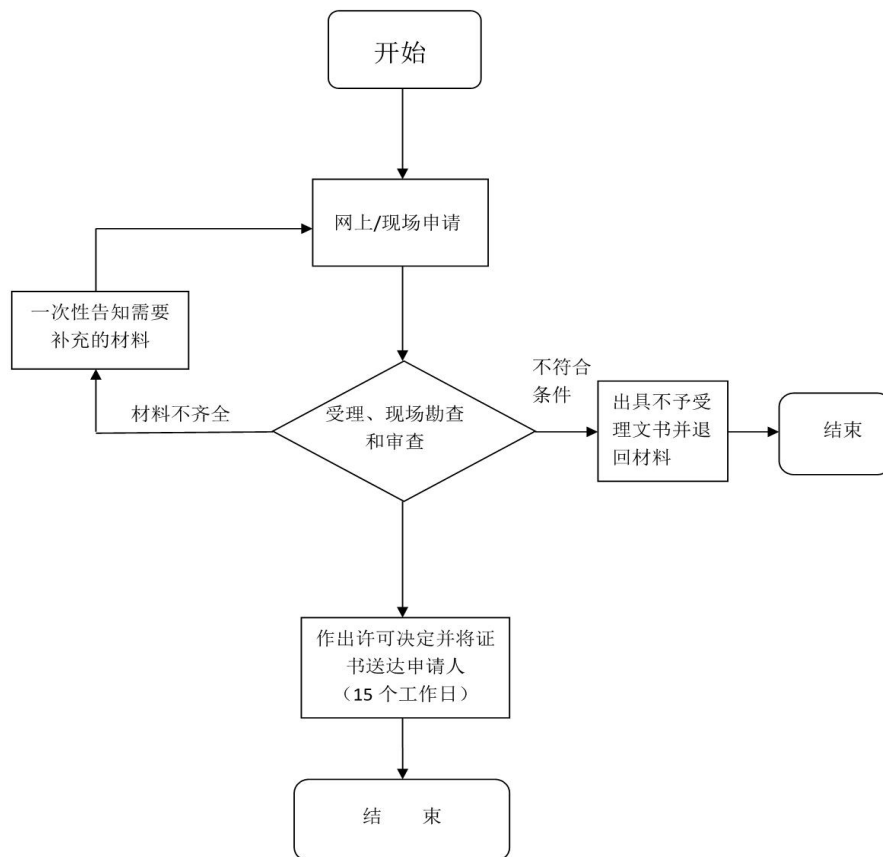 开始
网上/现场申请
一次性告知需要
补充的材料
材料不齐全
受理、现场勘查
和审查
不符合
条件
出具不予受
理文书并退
回材料
结束
作出许可决定并将证
书送达申请人
（15 个工作日）
结 束